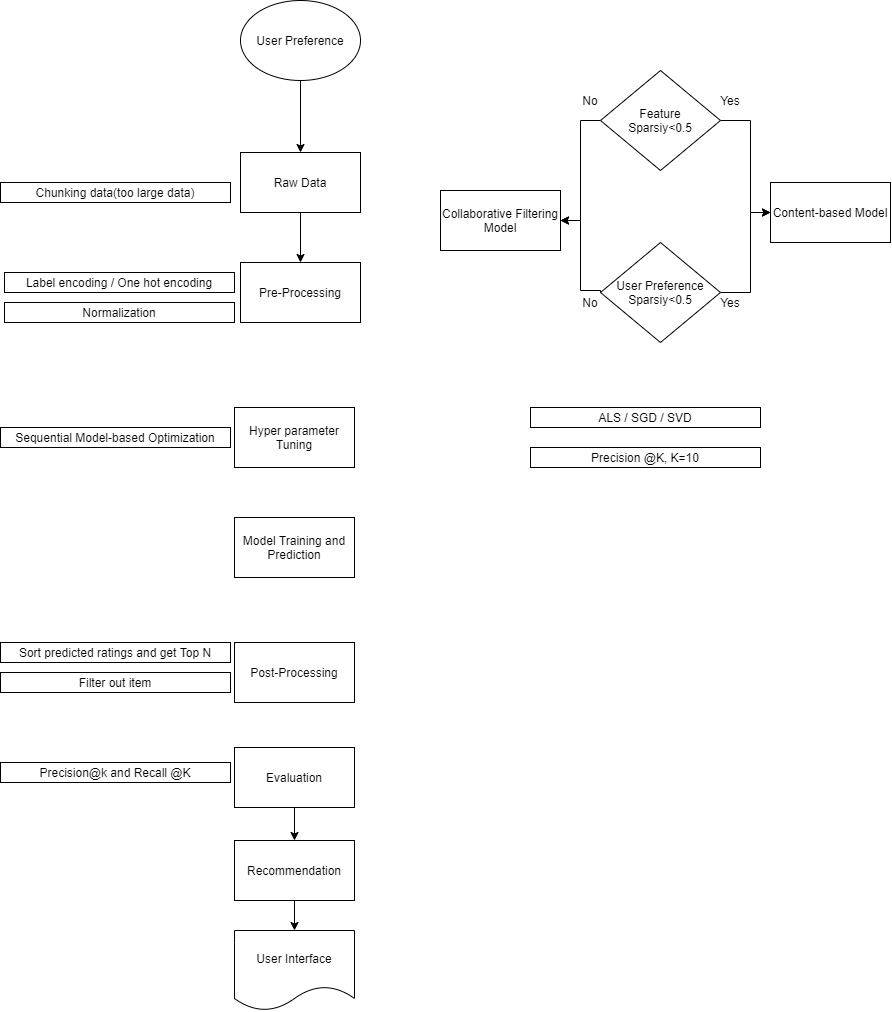 User Preference
No
Yes
Feature
Sparsiy<0.5
Raw Data
Chunking data(too large data)
Collaborative Filtering
Model
Content-based Model
Label encoding / One hot encoding
Pre-Processing
Normalization
User Preference
Sparsiy<0.5
No
Yes
Sequential Model-based Optimization
Hyper parameter
Tuning
ALS / SGD / SVD
Precision @K, K=10
Model Training and
Prediction
Sort predicted ratings and get Top N
Post-Processing
Filter out item
Precision@k and Recall @K
Evaluation
Recommendation
User Interface